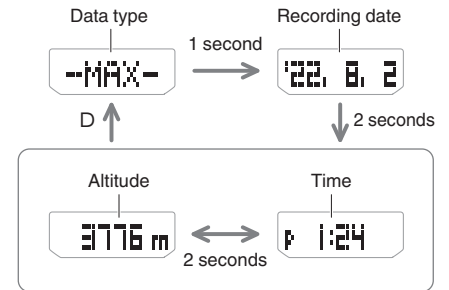 Data type
Recording date
1 second
--MAX-
'22. 8. 2
D
2 seconds
Altitude
Time
3776 m
P 1:24
2 seconds